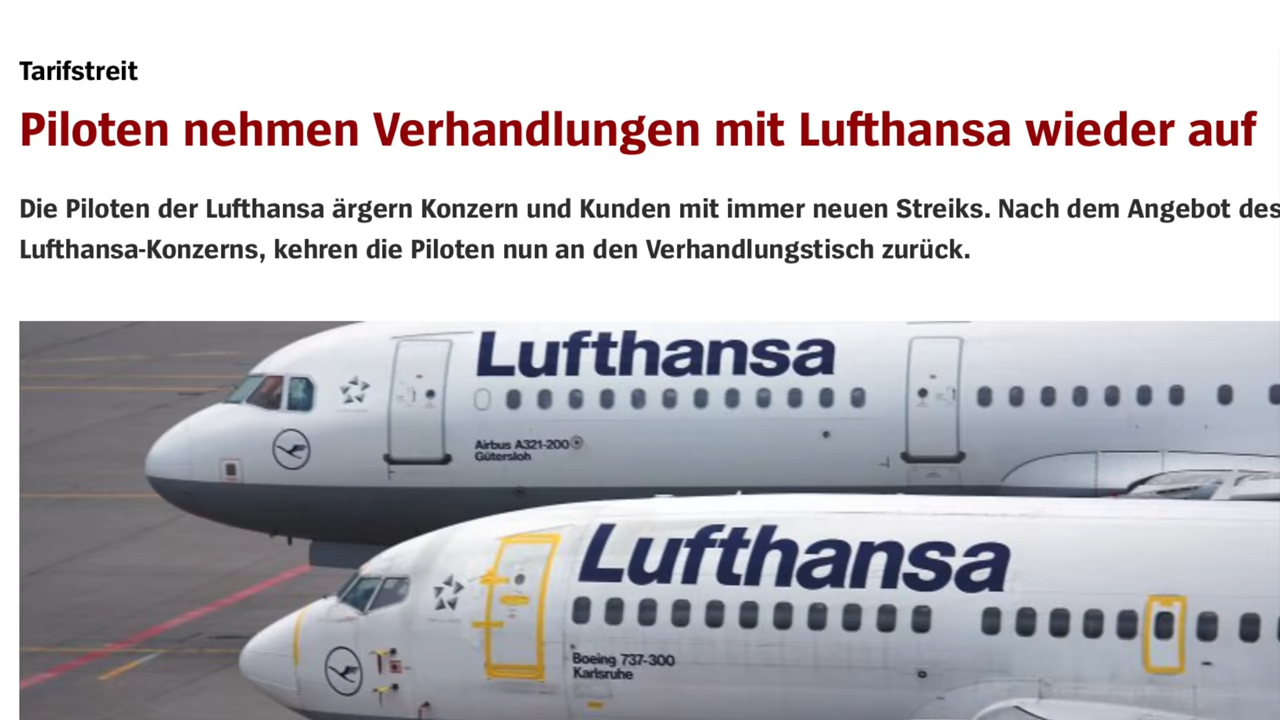 Tarifstreit
Piloten nehmen Verhandlungen mit Lufthansa wieder auf
Die Piloten der Lufthansa ärgern Konzern und Kunden mit immer neuen Streiks. Nach dem Angebot des
Lufthansa-Konzerns, kehren die Piloten nun an den Verhandlungstisch zurück.
Lufthansa
Airbus A321-200
Gütersloh
Lufthansa
Boeing 737-300
Karlsruhe